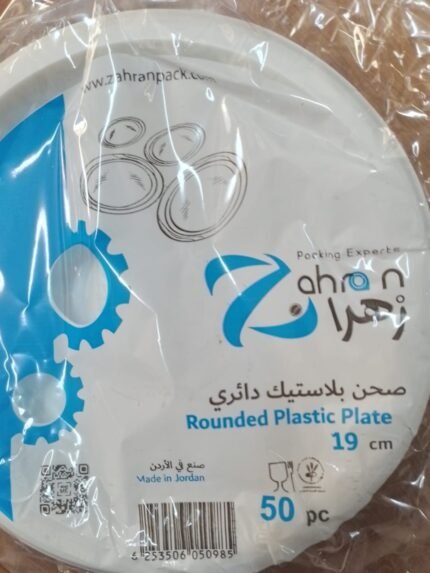 www.zahranpack.com
Packing Experts
Zahran
زهران
صحن بلاستيك دائري
Rounded Plastic Plate
19 cm
صنع في الأردن
Made in Jordan
50 pc
6 253506 050985